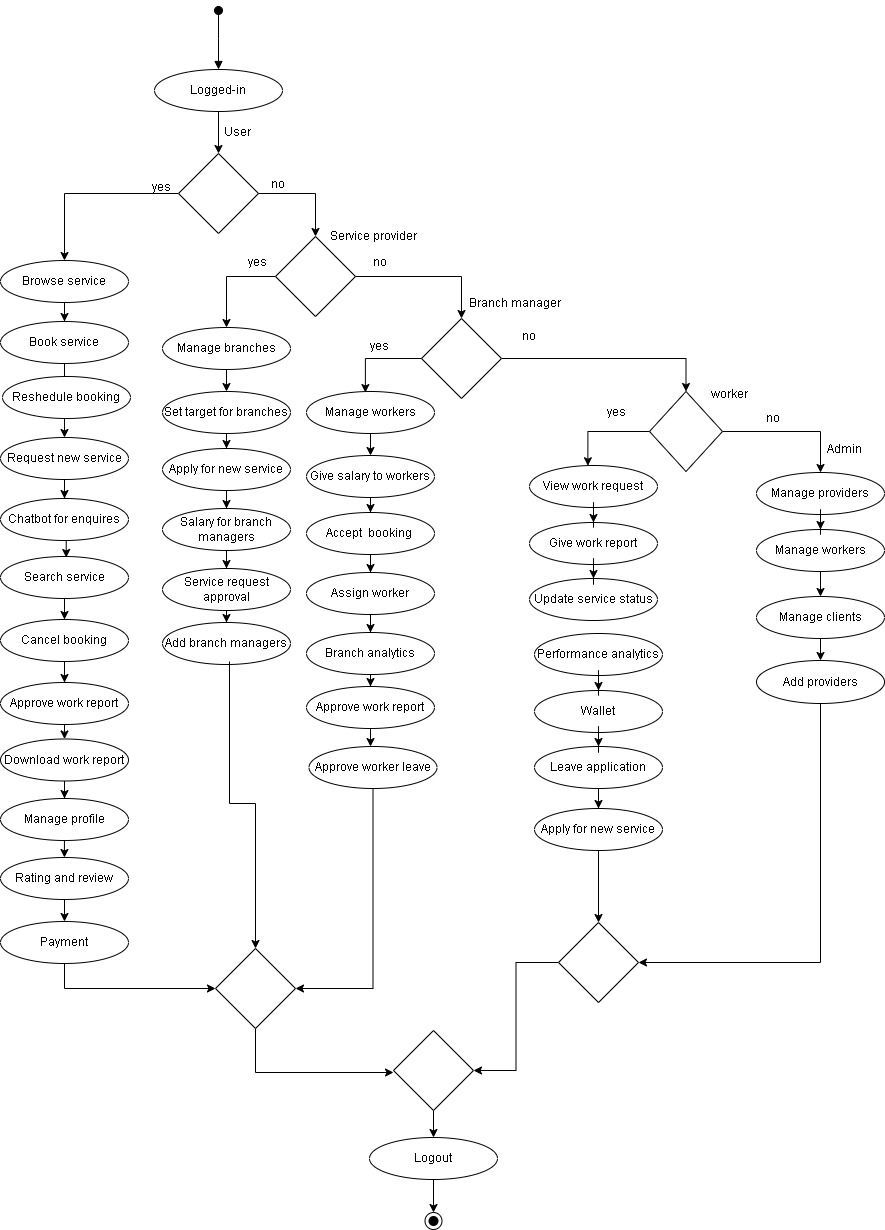 Logged-in
User
yes
no
Service provider
yes
no
Branch manager
yes
no
worker
yes
no
Admin
Browse service
Book service
Reshedule booking
Request new service
Chatbot for enquires
Search service
Cancel booking
Approve work report
Download work report
Manage profile
Rating and review
Payment
Manage branches
Set target for branches
Apply for new service
Salary for branch
managers
Service request
approval
Add branch managers
Manage workers
Give salary to workers
Accept booking
Assign worker
Branch analytics
Approve work report
Approve worker leave
View work request
Give work report
Update service status
Performance analytics
Wallet
Leave application
Apply for new service
Manage providers
Manage workers
Manage clients
Add providers
Logout